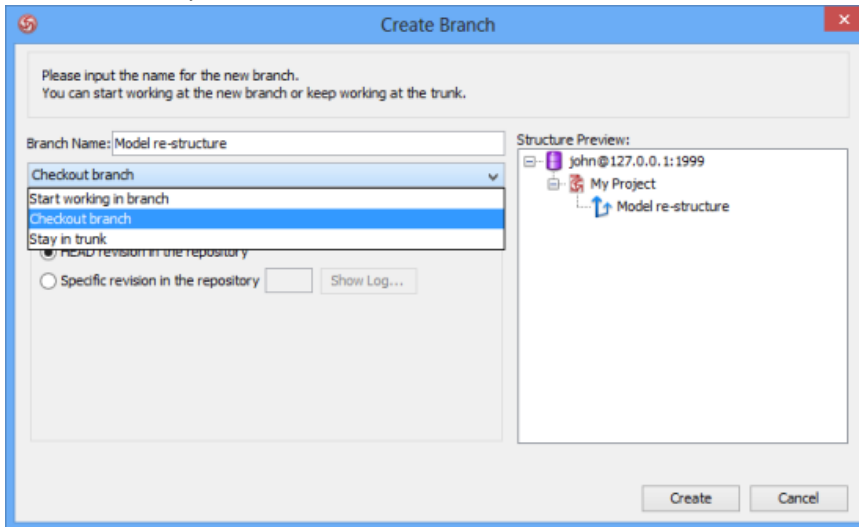 Create Branch
Please input the name for the new branch.
You can start working at the new branch or keep working at the trunk.
Branch Name: Model re-structure
Checkout branch
Start working in branch
Checkout branch
Stay in trunk
HEAD revision in the repository
Specific revision in the repository
Show Log...
Structure Preview:
john@127.0.0.1:1999
My Project
Model re-structure
Create
Cancel